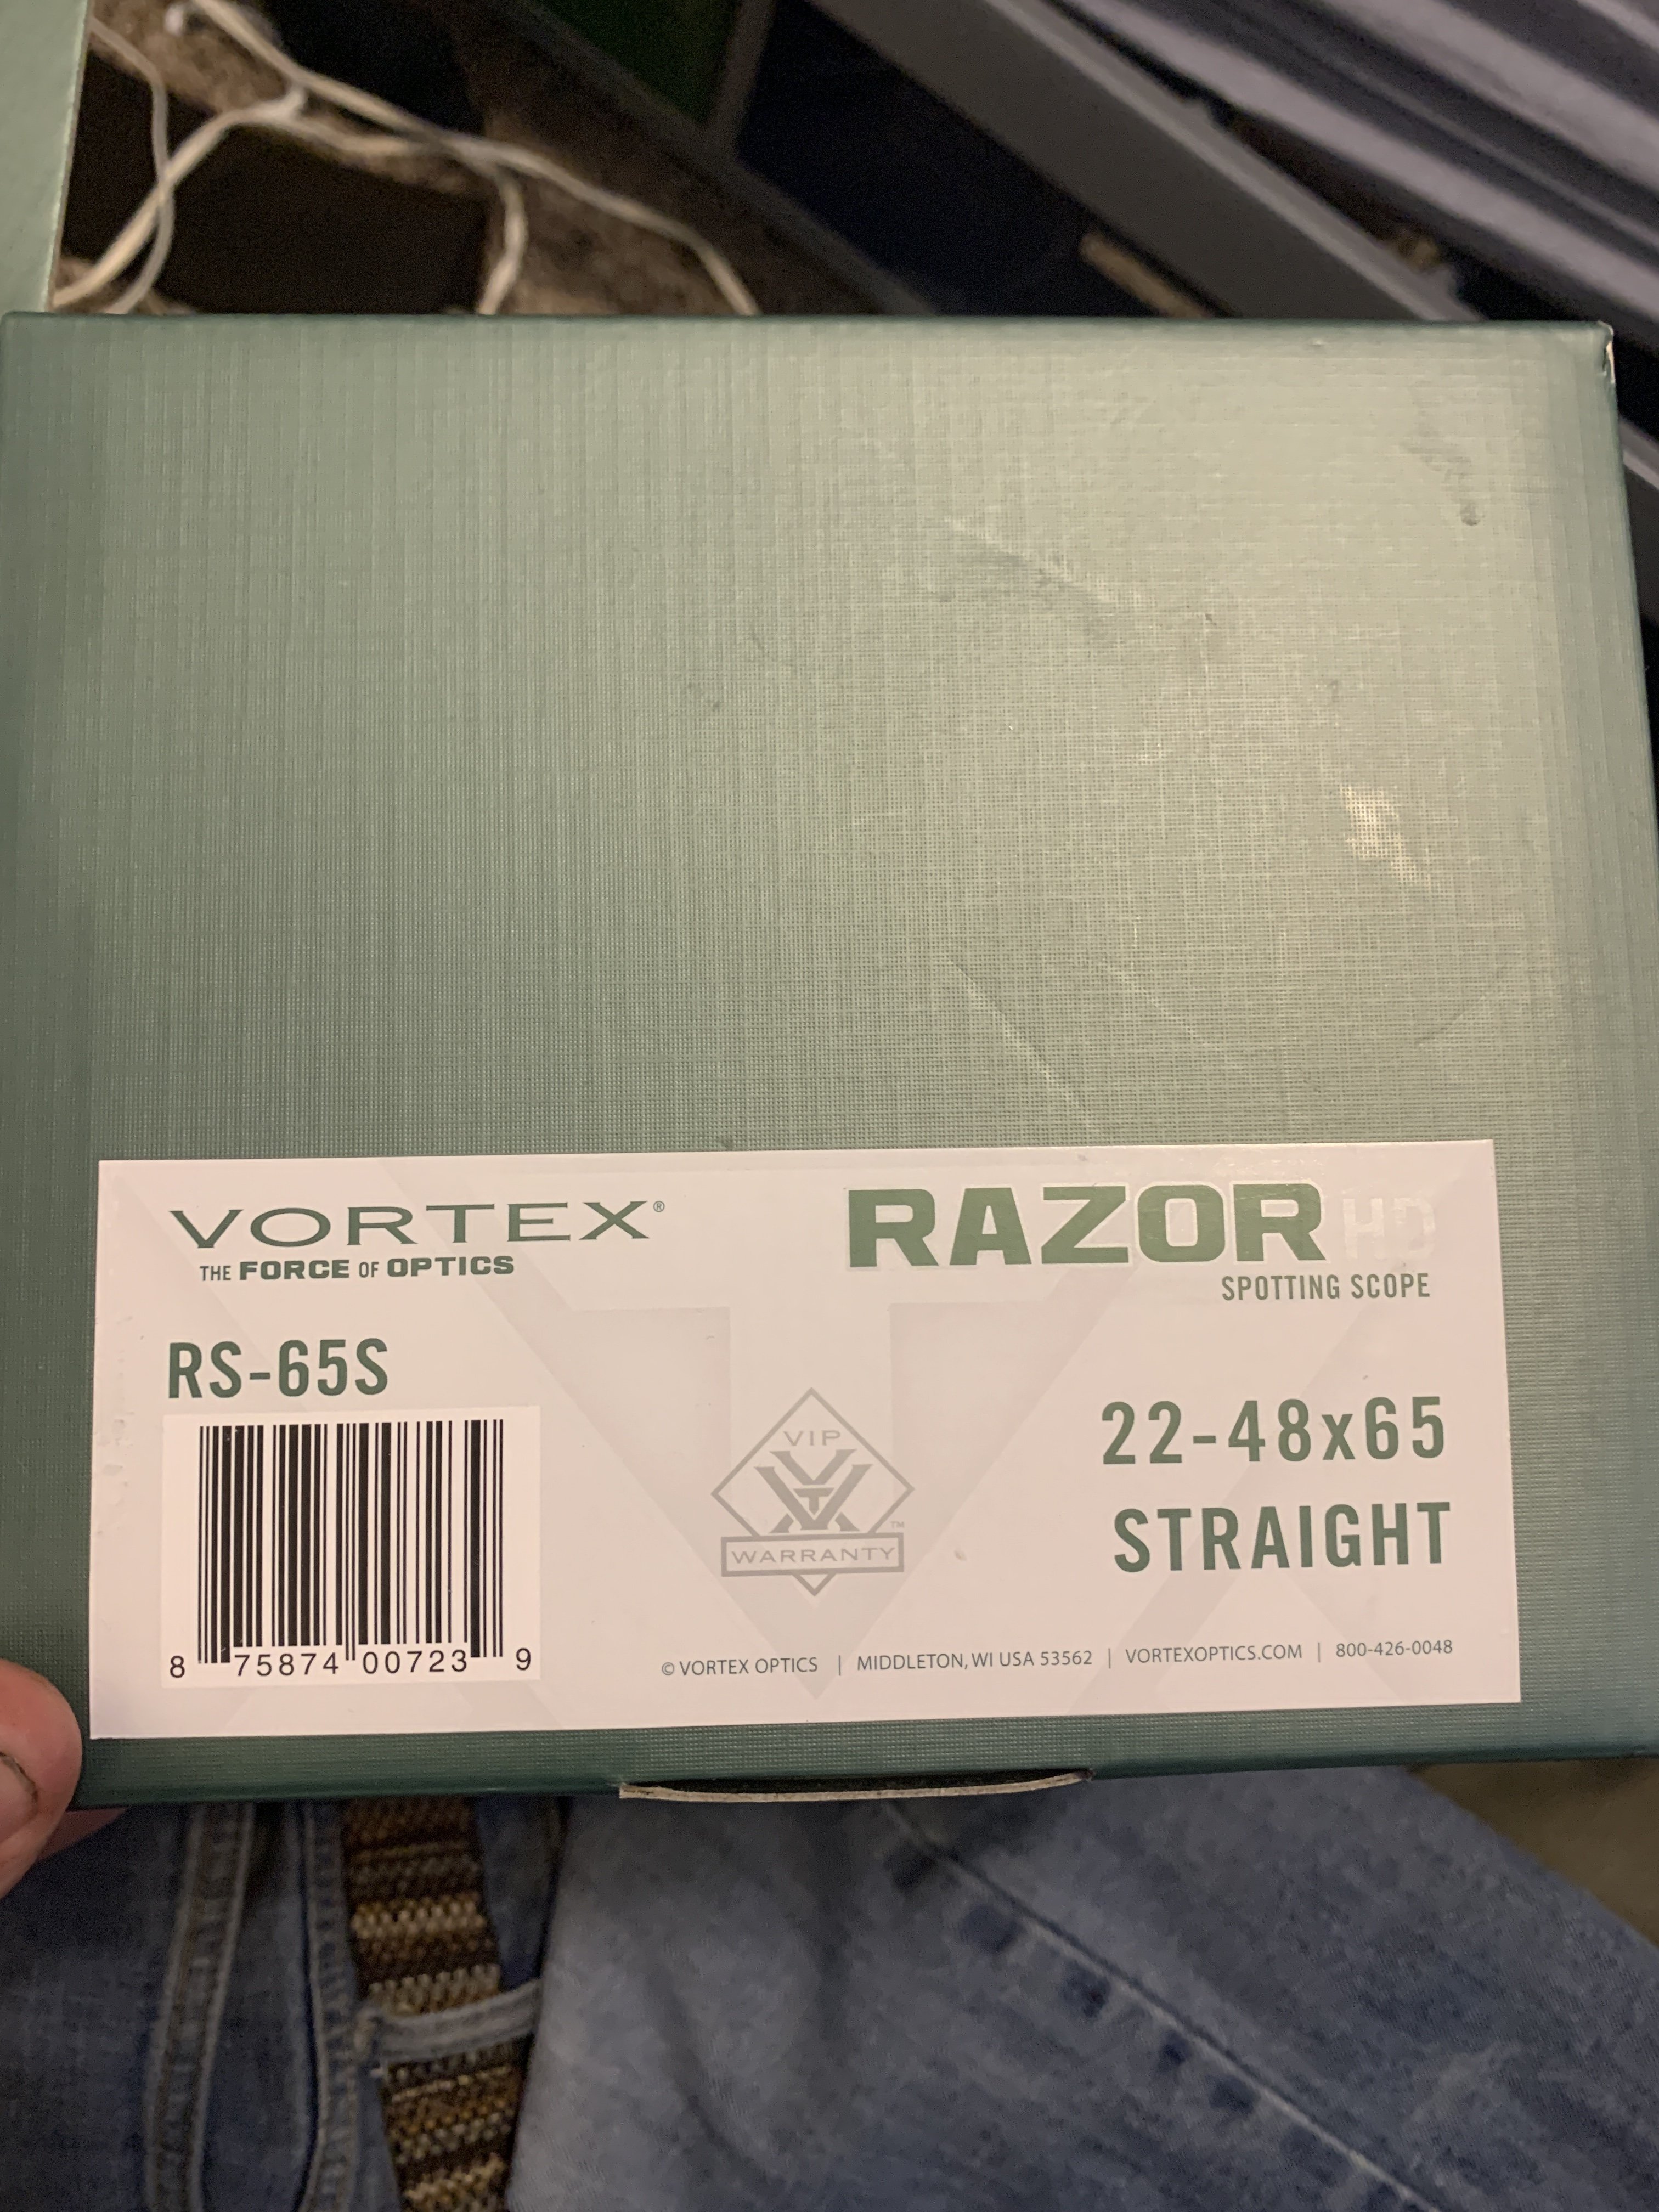 VORTEX®
THE FORCE OF OPTICS
RAZOR HD
SPOTTING SCOPE
RS-65S
22-48x65
STRAIGHT
VIP
WARRANTY™
8 75874 00723 9
© VORTEX OPTICS | MIDDLETON, WI USA 53562 | VORTEXOPTICS.COM | 800-426-0048